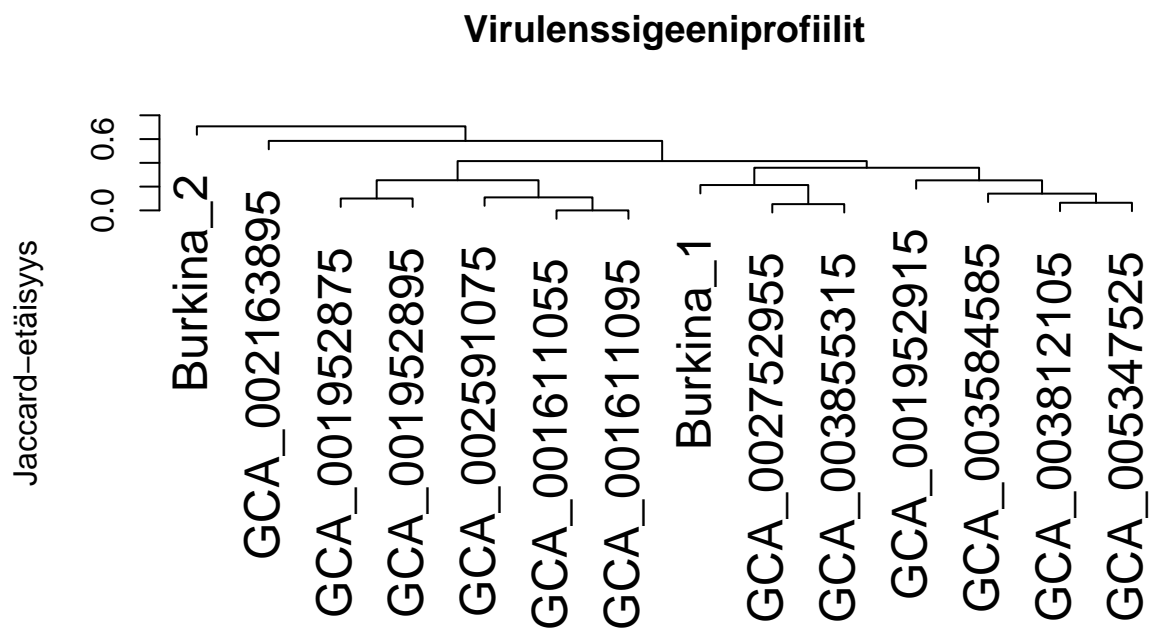 Virulenssigeeniprofiilit
Jaccard−etäisyys
0.0
0.6
Burkina_2
GCA_002163895
GCA_001952875
GCA_001952895
GCA_002591075
GCA_001611055
GCA_001611095
Burkina_1
GCA_002752955
GCA_003855315
GCA_001952915
GCA_003584585
GCA_003812105
GCA_005347525